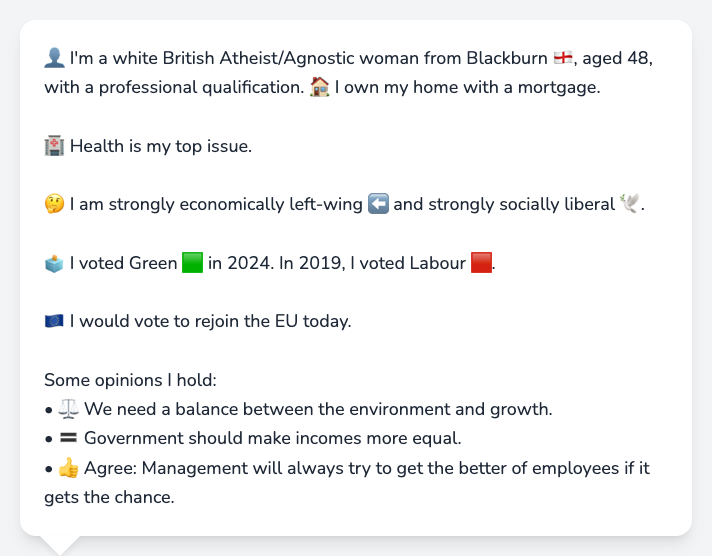 👤 I'm a white British Atheist/Agnostic woman from Blackburn 🏴󠁧󠁢󠁥󠁮󠁧󠁿, aged 48,
with a professional qualification. 🏠 I own my home with a mortgage.
🏥 Health is my top issue.
🤔 I am strongly economically left-wing ⬅️ and strongly socially liberal 🕊️.
🗳️ I voted Green 🟩 in 2024. In 2019, I voted Labour 🟥.
🇪🇺 I would vote to rejoin the EU today.
Some opinions I hold:
• ⚖️ We need a balance between the environment and growth.
• 🟰 Government should make incomes more equal.
• 👍 Agree: Management will always try to get the better of employees if it
gets the chance.